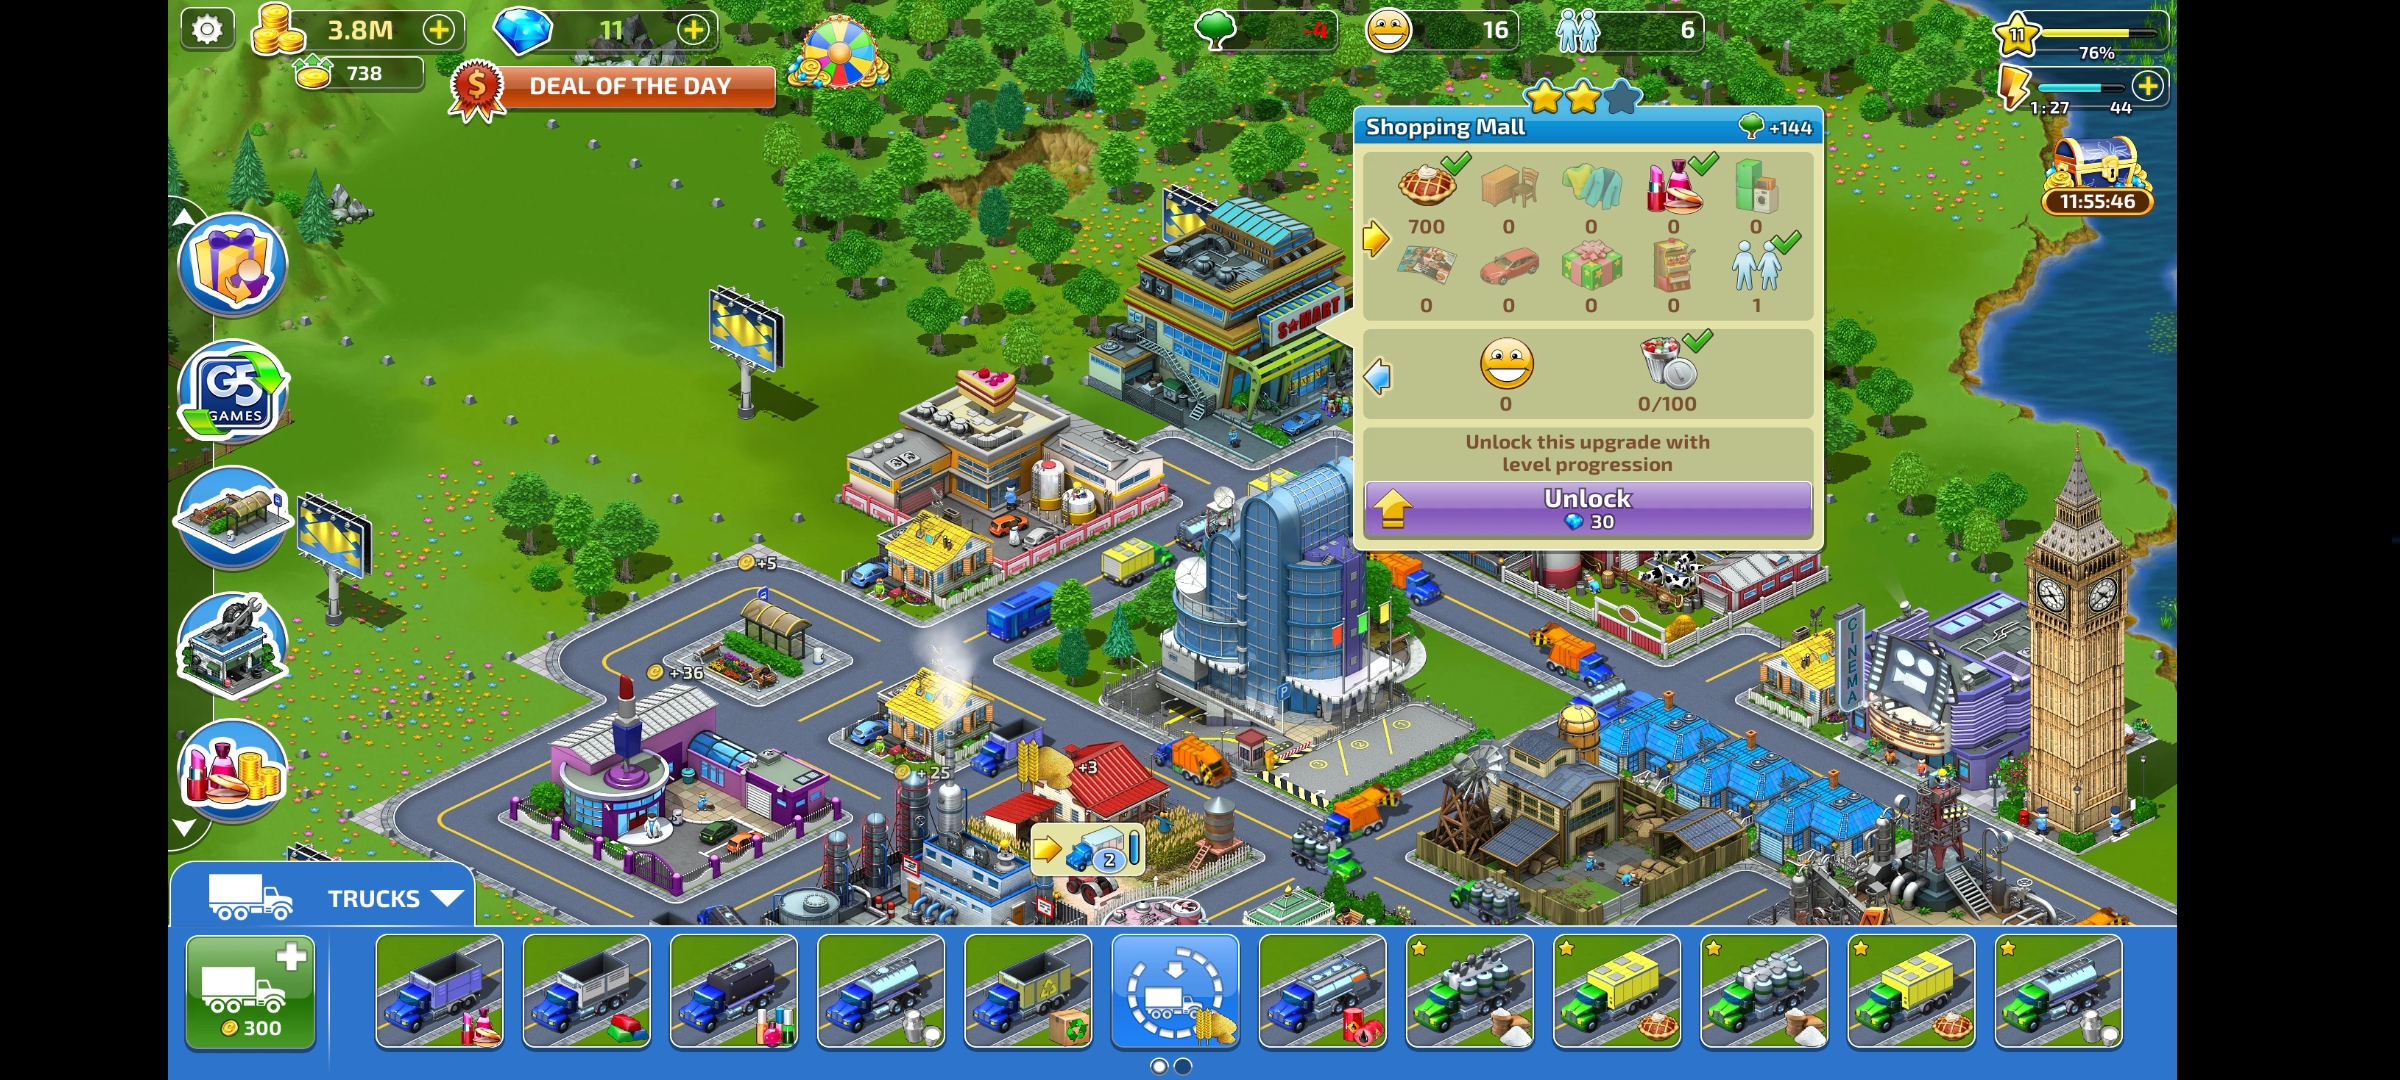 3.8M
11
-4
16
6
11
76%
738
DEAL OF THE DAY
1:27
44
Shopping Mall
+144
11:55:46
700
0
0
0
0
0
0
0
0
1
S★MART
G5
GAMES
0
0/100
Unlock this upgrade with
level progression
Unlock
30
+5
+36
+25
+3
CINEMA
P
2
TRUCKS
300